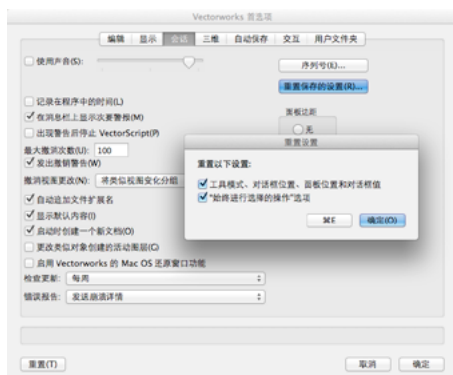 Vectorworks 首选项
编辑 显示 会话 三维 自动保存 交互 用户文件夹
使用声音(S):
序列号(E)...
重置保存的设置(R)...
记录在程序中的时间(L)
面板边距
在消息栏上显示次要警报(M)
无
出现警告后停止 VectorScript(P)
最大撤消次数(U): 100
发出撤销警告(W)
撤消视图更改(N): 将类似视图变化分组
自动追加文件扩展名
显示默认内容(I)
启动时创建一个新文档(O)
更改类似对象创建的活动图层(C)
启用 Vectorworks 的 Mac OS 还原窗口功能
检查更新: 每周
错误报告: 发送崩溃详情
重置(T)
取消
确定
重置设置
重置以下设置:
工具模式、对话框位置、面板位置和对话框值
“始终进行选择的操作”选项
确定(O)